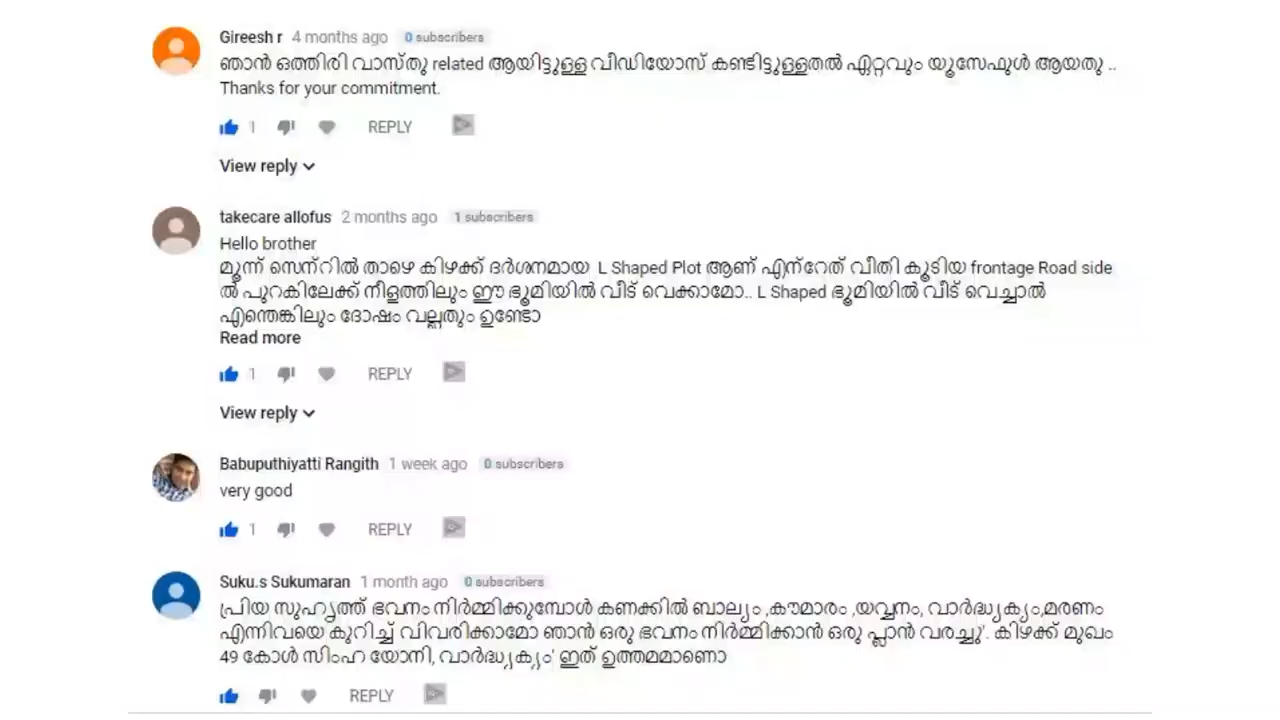 Gireesh r 4 months ago 0 subscribers
ഞാൻ ഒത്തിരി വാസ്തു related ആയിട്ടുള്ള വീഡിയോസ് കണ്ടിട്ടുള്ളതൽ ഏറ്റവും യൂസേഫുൾ ആയതു ..
Thanks for your commitment.
1 REPLY
View reply
takecare allofus 2 months ago 1 subscribers
Hello brother
മൂന്ന് സെന്റിൽ താഴെ കിഴക്ക് ദർശനമായ L Shaped Plot ആണ് എന്റേത് വീതി കൂടിയ frontage Road side
ൽ പുറകിലേക്ക് നീളത്തിലും ഈ ഭൂമിയിൽ വീട് വെക്കാമോ.. L Shaped ഭൂമിയിൽ വീട് വെച്ചാൽ
എന്തെങ്കിലും ദോഷം വല്ലതും ഉണ്ടോ
Read more
1 REPLY
View reply
Babuputhiyatti Rangith 1 week ago 0 subscribers
very good
1 REPLY
Suku.s Sukumaran 1 month ago 0 subscribers
പ്രിയ സുഹൃത്ത് ഭവനം നിർമ്മിക്കുമ്പോൾ കണക്കിൽ ബാല്യം ,കൗമാരം ,യവ്വനം, വാർദ്ധ്യക്യം,മരണം
എന്നിവയെ കുറിച്ച് വിവരിക്കാമോ ഞാൻ ഒരു ഭവനം നിർമ്മിക്കാൻ ഒരു പ്ലാൻ വരച്ചു'. കിഴക്ക് മുഖം
49 കോൾ സിംഹ യോനി, വാർദ്ധ്യക്യം' ഇത് ഉത്തമമാണൊ
REPLY